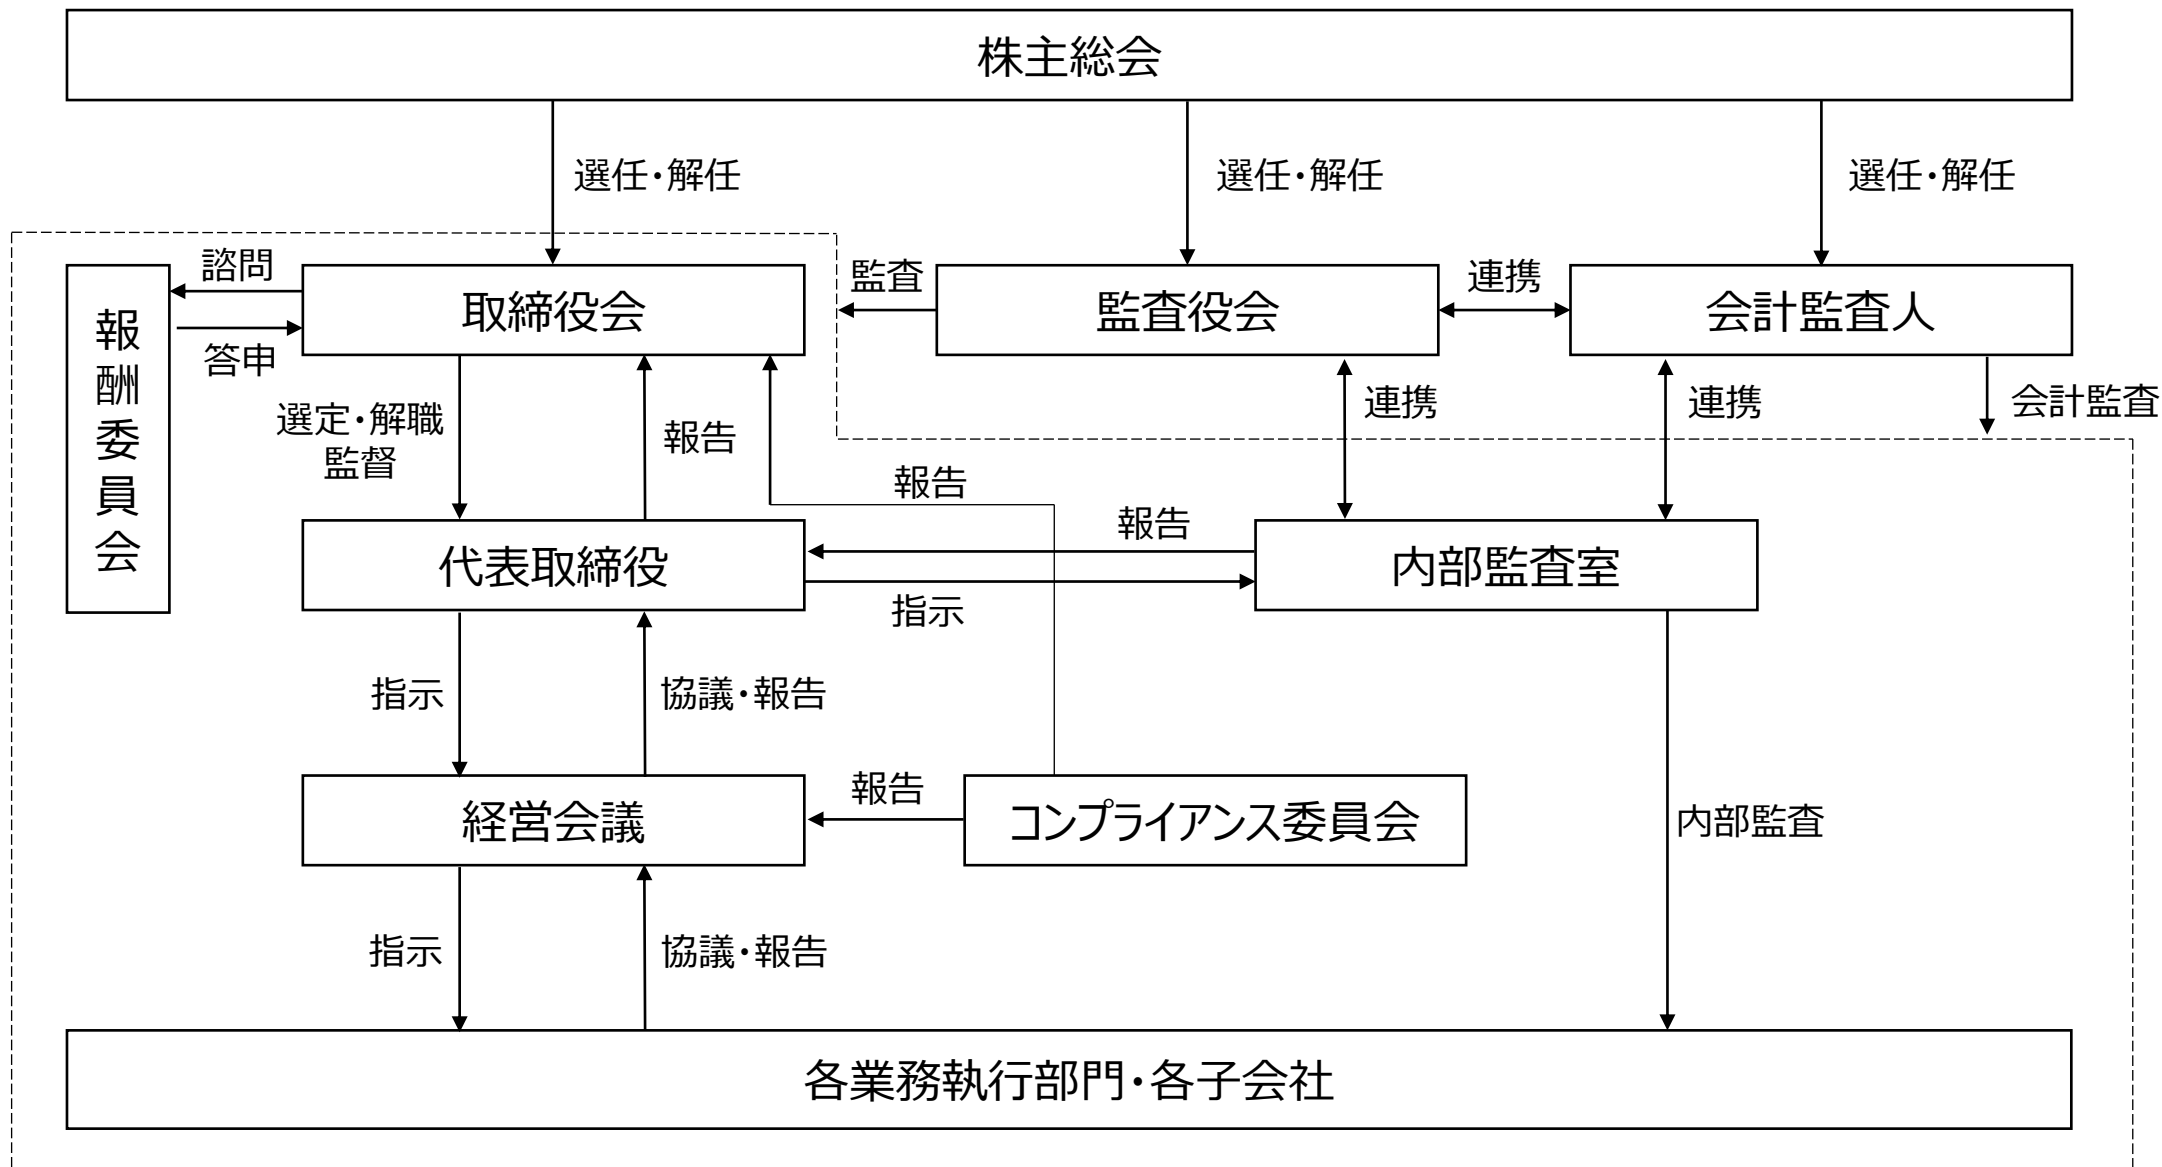 株主総会
選任・解任
選任・解任
選任・解任
諮問
取締役会
監査
監査役会
連携
会計監査人
報酬委員会
答申
選定・解職
監督
報告
連携
連携
会計監査
報告
報告
代表取締役
内部監査室
指示
指示
協議・報告
報告
経営会議
コンプライアンス委員会
内部監査
指示
協議・報告
各業務執行部門・各子会社